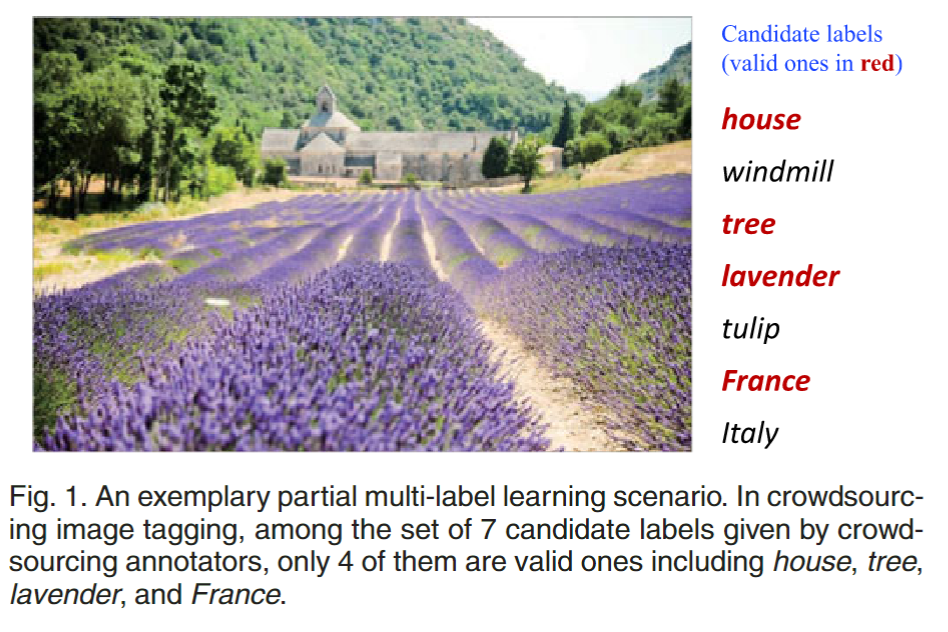 Candidate labels
(valid ones in red)
house
windmill
tree
lavender
tulip
France
Italy
Fig. 1. An exemplary partial multi-label learning scenario. In crowdsourc-
ing image tagging, among the set of 7 candidate labels given by crowd-
sourcing annotators, only 4 of them are valid ones including house, tree,
lavender, and France.